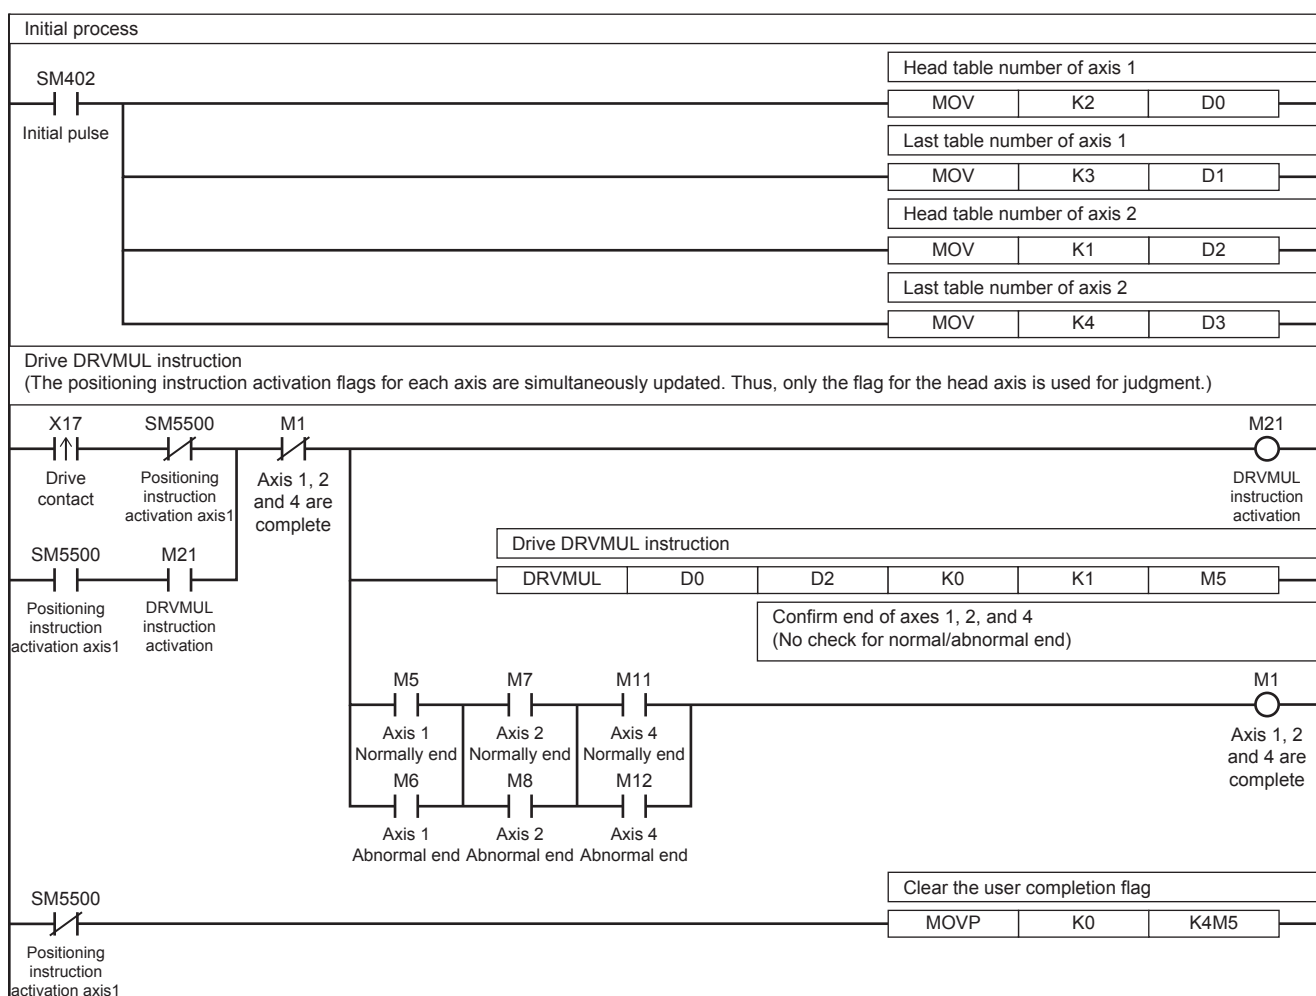 Initial process
Head table number of axis 1
SM402
MOV K2 D0
Initial pulse
Last table number of axis 1
MOV K3 D1
Head table number of axis 2
MOV K1 D2
Last table number of axis 2
MOV K4 D3
Drive DRVMUL instruction
(The positioning instruction activation flags for each axis are simultaneously updated. Thus, only the flag for the head axis is used for judgment.)
X17 SM5500 M1 M21
Drive Positioning Axis 1, 2 DRVMUL
contact instruction and 4 are instruction
activation axis1 complete activation
Drive DRVMUL instruction
SM5500 M21
DRVMUL D0 D2 K0 K1 M5
Positioning DRVMUL
instruction instruction
activation axis1 activation
Confirm end of axes 1, 2, and 4
(No check for normal/abnormal end)
M5 M7 M11 M1
Axis 1 Axis 2 Axis 4 Axis 1, 2
Normally end Normally end Normally end and 4 are
M6 M8 M12 complete
Axis 1 Axis 2 Axis 4
Abnormal end Abnormal end Abnormal end
Clear the user completion flag
SM5500
MOVP K0 K4M5
Positioning
instruction
activation axis1